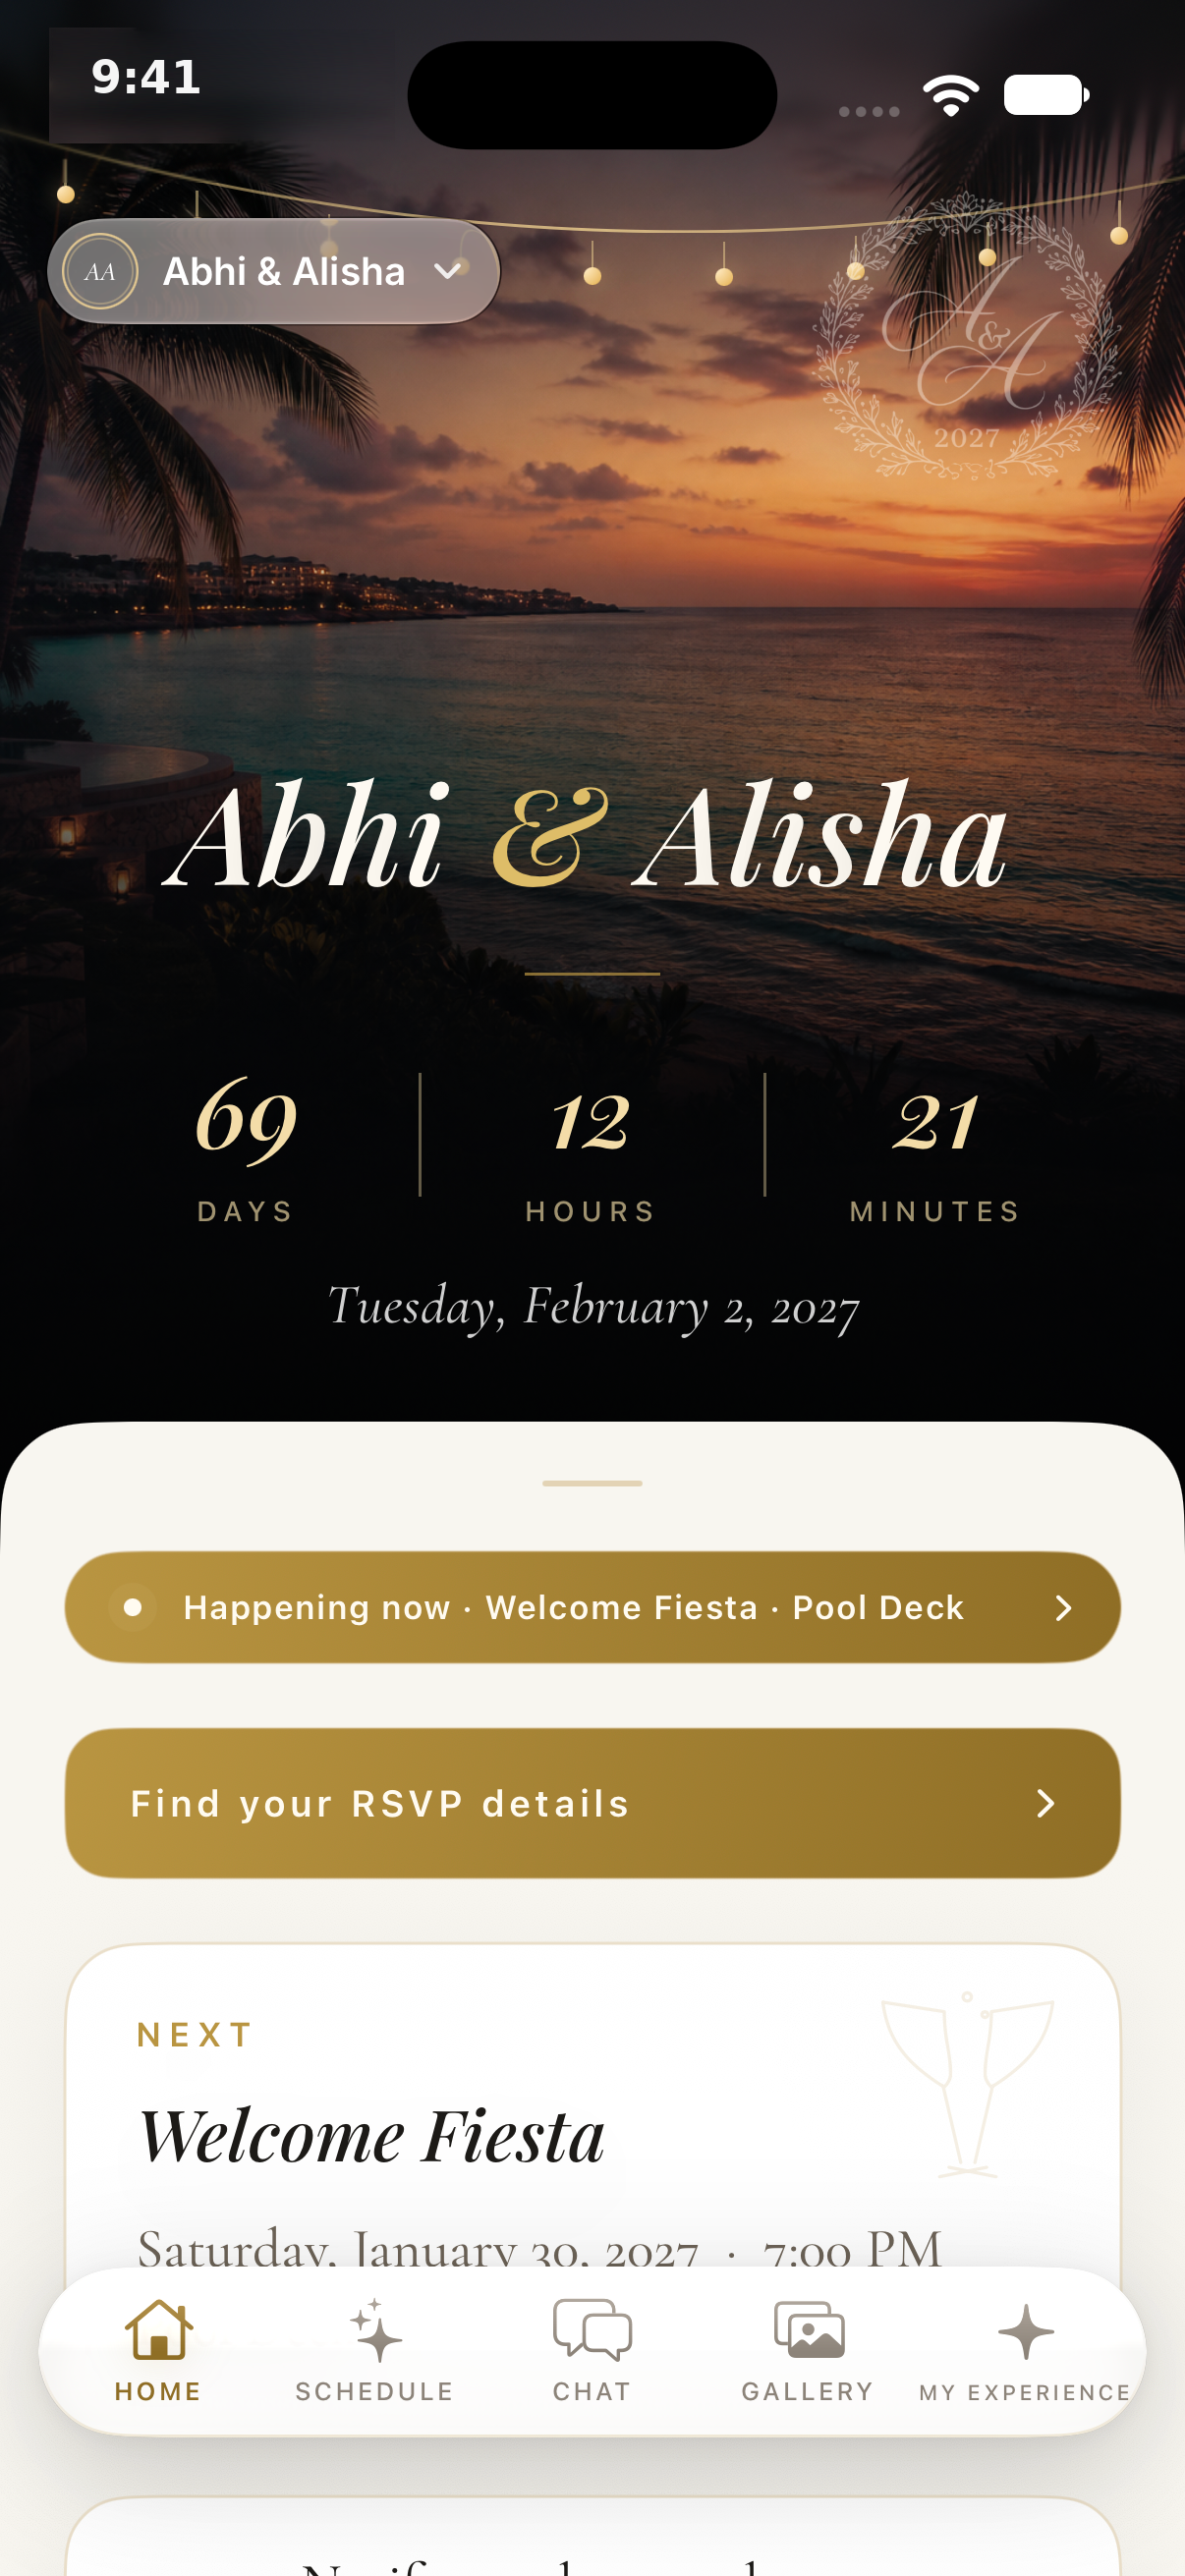 9:41
AA Abhi & Alisha
A&A
2027
Abhi & Alisha
69 12 21
DAYS HOURS MINUTES
Tuesday, February 2, 2027
Happening now · Welcome Fiesta · Pool Deck
Find your RSVP details
NEXT
Welcome Fiesta
Saturday, January 30, 2027 · 7:00 PM
HOME SCHEDULE CHAT GALLERY MY EXPERIENCE